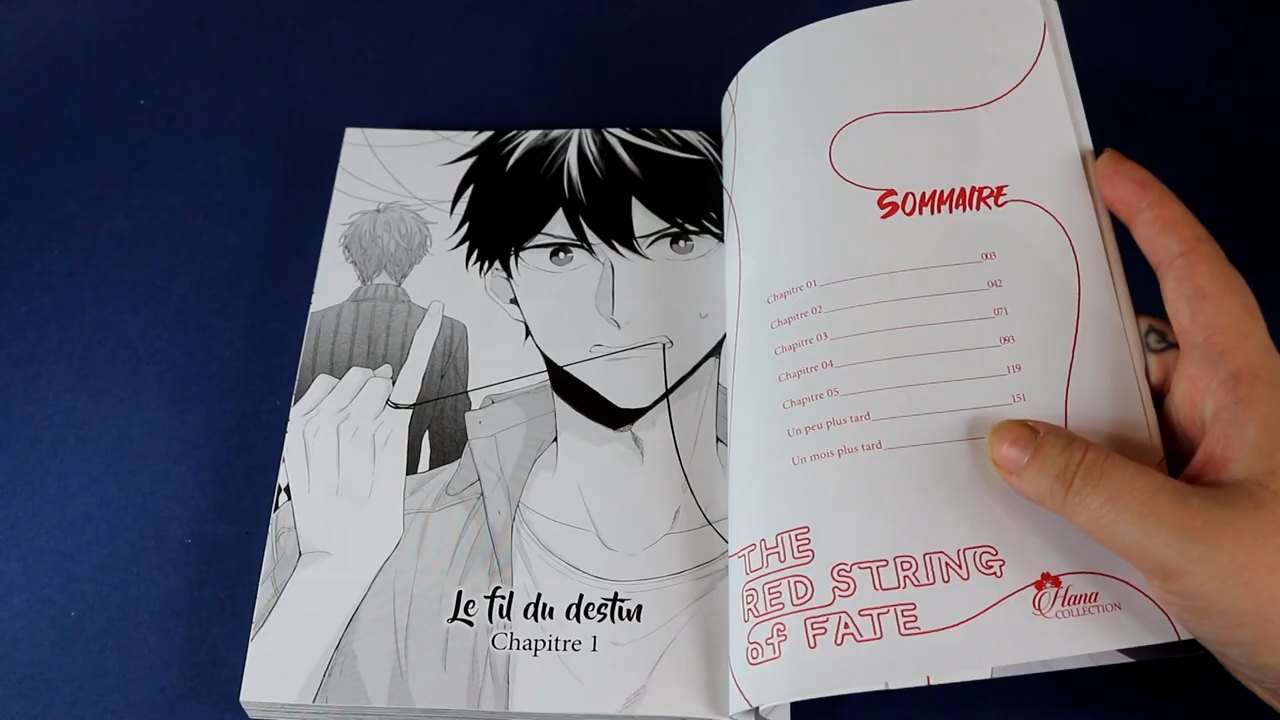 Le fil du destin
Chapitre 1
SOMMAIRE
Chapitre 01 003
Chapitre 02 042
Chapitre 03 071
Chapitre 04 093
Chapitre 05 119
Un peu plus tard 151
Un mois plus tard
THE
RED STRING
of FATE
Hana
COLLECTION